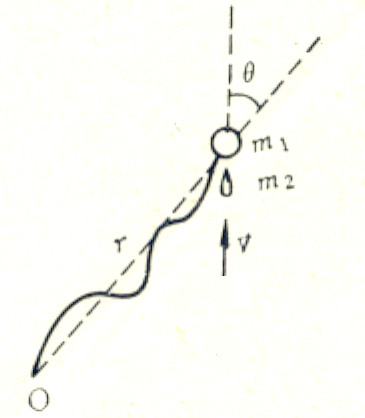 θ
m₁
m₂
r
v
O